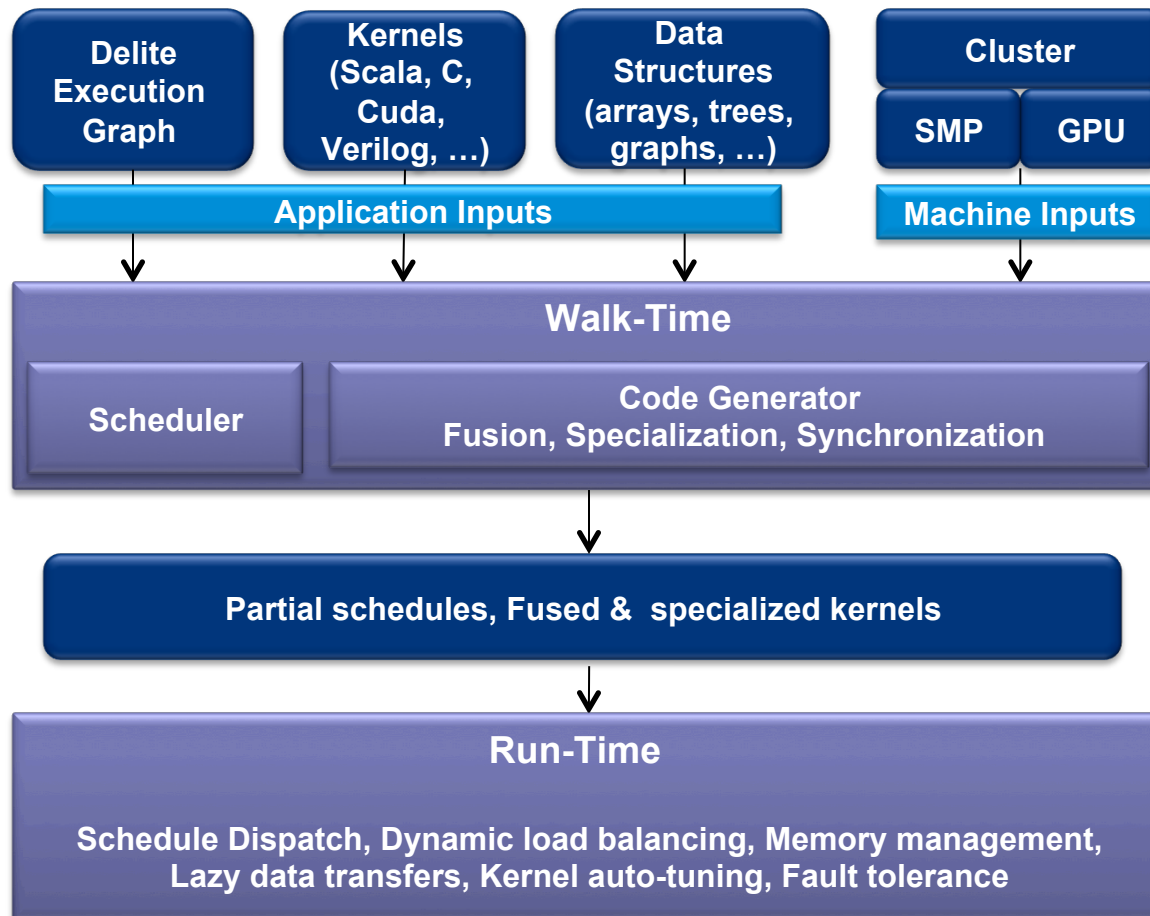 Delite
Execution
Graph
Kernels
(Scala, C,
Cuda,
Verilog, …)
Data
Structures
(arrays, trees,
graphs, …)
Cluster
SMP
GPU
Application Inputs
Machine Inputs
Walk-Time
Scheduler
Code Generator
Fusion, Specialization, Synchronization
Partial schedules, Fused & specialized kernels
Run-Time
Schedule Dispatch, Dynamic load balancing, Memory management,
Lazy data transfers, Kernel auto-tuning, Fault tolerance